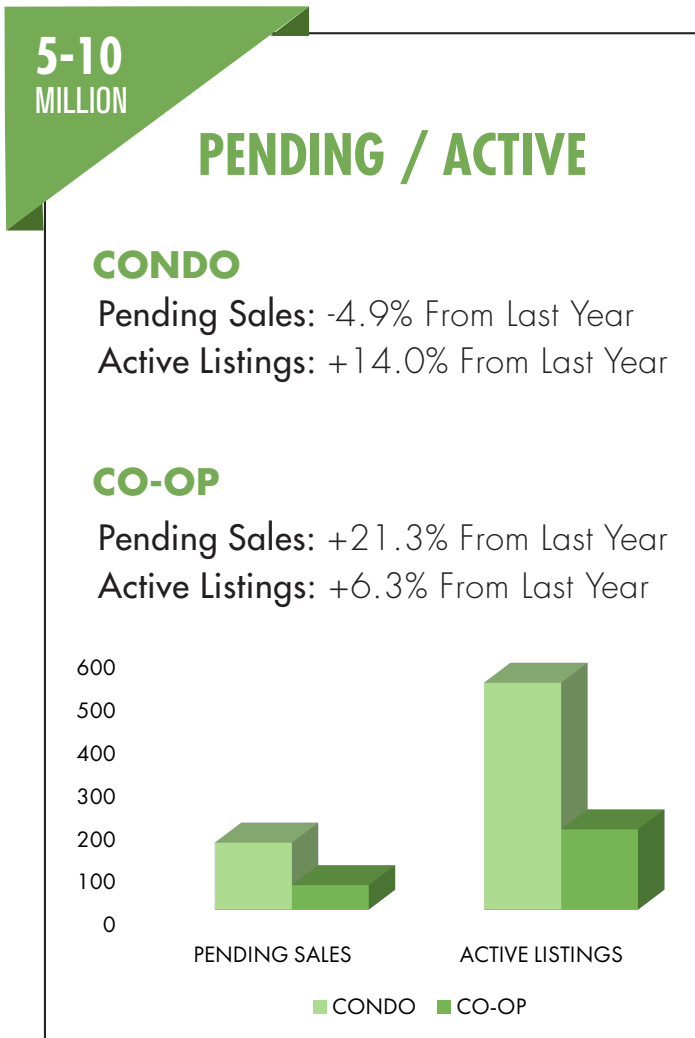 5-10
MILLION
PENDING / ACTIVE
CONDO
Pending Sales: -4.9% From Last Year
Active Listings: +14.0% From Last Year
CO-OP
Pending Sales: +21.3% From Last Year
Active Listings: +6.3% From Last Year
600
500
400
300
200
100
0
PENDING SALES ACTIVE LISTINGS
CONDO CO-OP